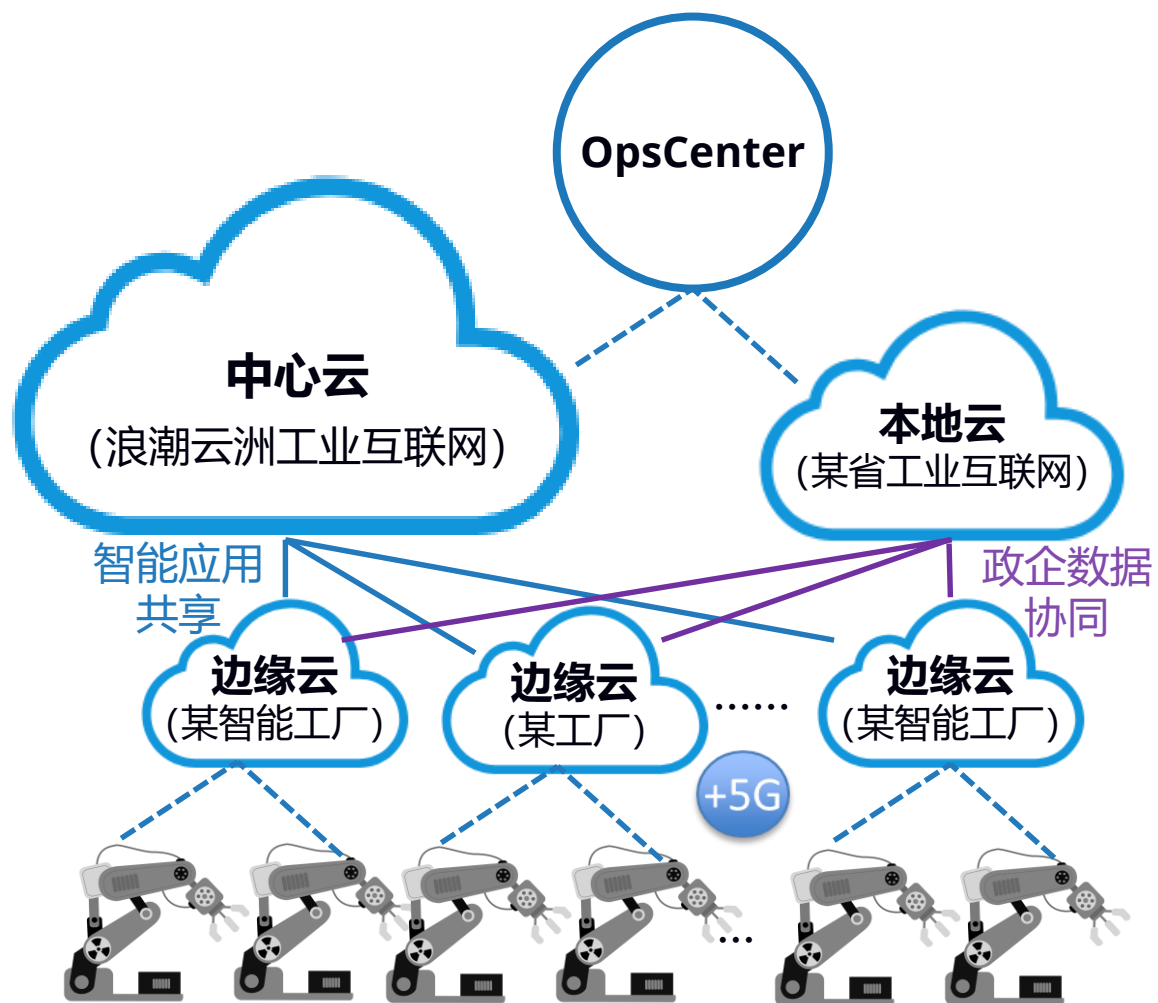 OpsCenter
中心云
（浪潮云洲工业互联网）
本地云
（某省工业互联网）
智能应用
共享
政企数据
协同
边缘云
（某智能工厂）
边缘云
（某工厂）
……
边缘云
（某智能工厂）
+5G
…